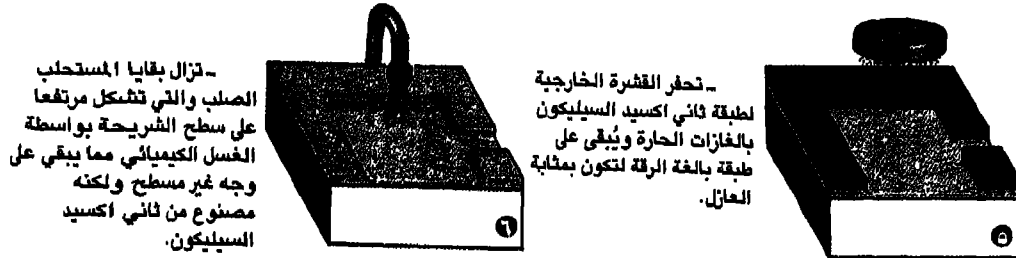 ـ تحفر القشرة الخارجية
لطبقة ثاني اكسيد السيليكون
بالغازات الحارة ويُبقى على
طبقة بالغة الرقة لتكون بمثابة
العازل.
٥
ـ تزال بقايا المستحلب
الصلب والتي تشكل مرتفعا
على سطح الشريحة بواسطة
الغسل الكيميائي مما يبقي على
وجه غير مسطح ولكنه
مصنوع من ثاني اكسيد
السيليكون.
٦